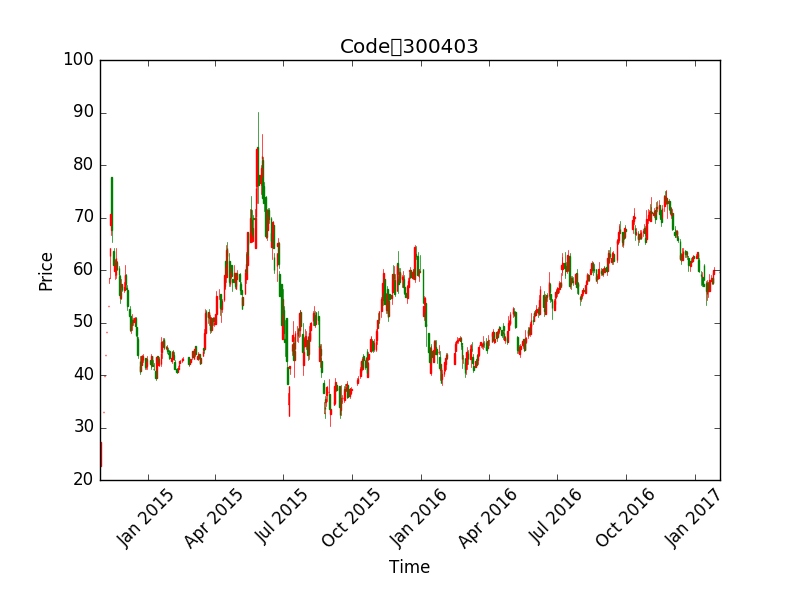 Code▯300403
100
90
80
70
60
50
40
30
20
Price
Jan 2015
Apr 2015
Jul 2015
Oct 2015
Jan 2016
Apr 2016
Jul 2016
Oct 2016
Jan 2017
Time